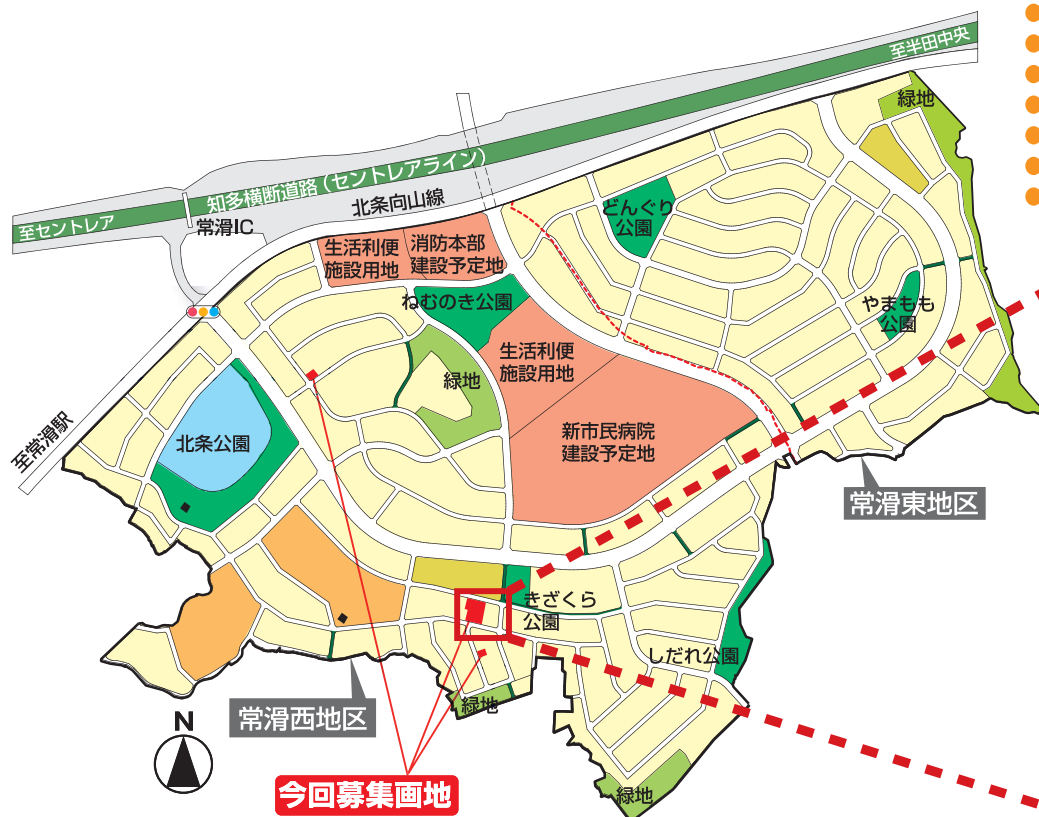 至半田中央
緑地
知多横断道路(セントレアライン)
至セントレア
常滑IC
北条向山線
どんぐり
公園
生活利便
施設用地
消防本部
建設予定地
ねむのき公園
やまもも
公園
生活利便
施設用地
緑地
北条公園
至常滑駅
新市民病院
建設予定地
常滑東地区
きざくら
公園
しだれ公園
緑地
常滑西地区
N
今回募集画地
緑地